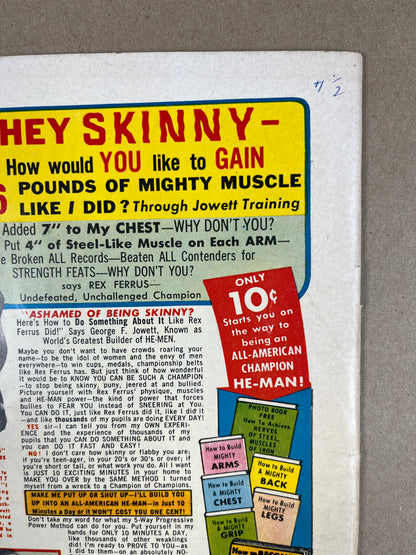 HEY SKINNY-
How would YOU like to GAIN
POUNDS OF MIGHTY MUSCLE
LIKE I DID? Through Jowett Training
Added 7" to My CHEST—WHY DON'T YOU?
Put 4" of Steel-Like Muscle on Each ARM—
e Broken ALL Records—Beaten ALL Contenders for
STRENGTH FEATS—WHY DON'T YOU?
says REX FERRUS—
Undefeated, Unchallenged Champion
ONLY
10¢
Starts you on
the way to
being an
ALL-AMERICAN
CHAMPION
HE-MAN!
"ASHAMED OF BEING SKINNY?
Here's How to Do Something About It Like Rex
Ferrus Did!" Says George F. Jowett, Known as
World's Greatest Builder of HE-MEN.
Maybe you don't want to have crowds roaring your
name—to be the idol of women and the envy of men
everywhere—to win cups, medals, championship belts
like Rex Ferrus has. But just think of how wonderful
it would be to KNOW YOU CAN BE SUCH A CHAMPION
—to stop being skinny, puny, jeered at and bullied.
Picture yourself with Rex Ferrus' physique, muscles
and HE-MAN power—the kind of power that forces
bullies to FEAR YOU instead of SNEERING at YOU.
You CAN DO IT, just like Rex Ferrus did it, like I did it
—and like thousands of my pupils are doing EVERY DAY!
YES sir—I can tell you from MY OWN EXPERI-
ENCE and the experience of thousands of my
pupils that you can DO SOMETHING ABOUT IT and
you can DO IT FAST and EASY!
NO! I don't care how skinny or flabby you are;
if you're teen-ager, in your 20's or 30's or over; if
you're short or tall, or what work you do. All I want
is JUST 10 EXCITING MINUTES in your home to
MAKE YOU OVER by the SAME METHOD I turned
myself from a wreck to a Champion of Champions.
MAKE ME PUT UP OR SHUT UP—I'LL BUILD YOU
UP INTO AN ALL-AMERICAN HE-MAN—in Just 10
Minutes a Day or it WON'T COST YOU ONE CENT!
Don't take my word for what my 5-Way Progressive
Power Method can do for you. Put yourself in my
hands for ONLY 10 MINUTES A DAY,
like thousands of other weaklings
did! I'm ready to PROVE TO YOU—as
I did to them—on an absolutely NO-
PHOTO BOOK
FREE
How To Achieve
NERVES
OF STEEL,
MUSCLES
OF IRON
How to Build
MIGHTY
ARMS
How to Build
MIGHTY
BACK
How to Build
A MIGHTY
CHEST
How to Build
MIGHTY
LEGS
How to Build
A MIGHTY
GRIP